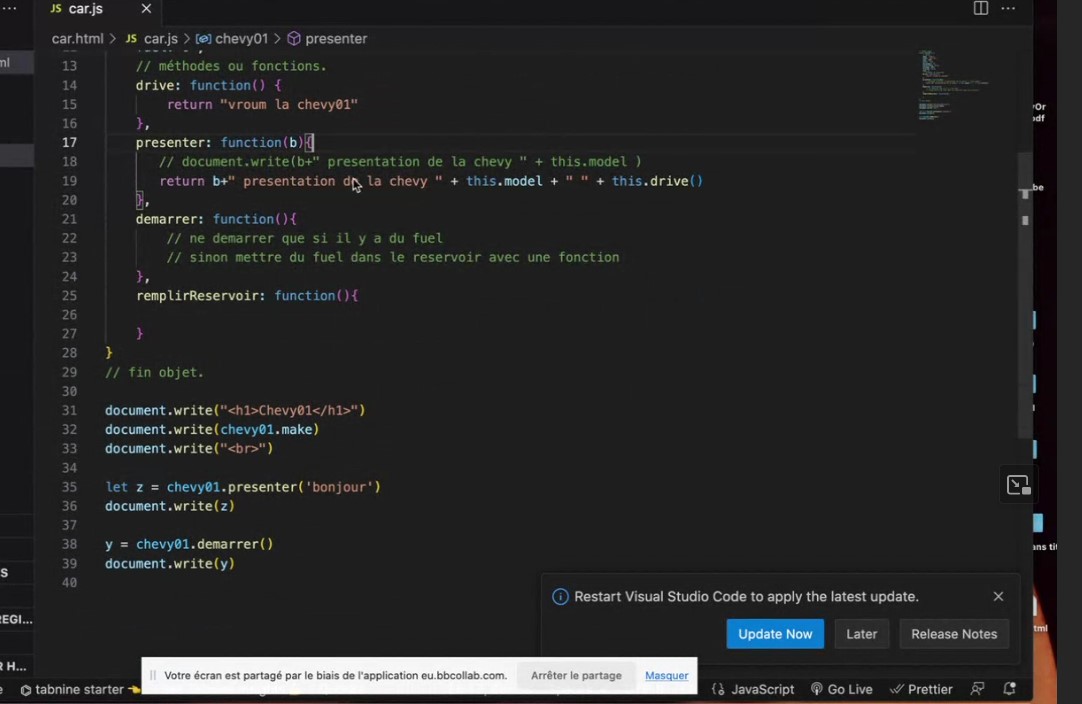 JS car.js
car.html > JS car.js > chevy01 > presenter
13 // méthodes ou fonctions.
14 drive: function() {
15 return "vroum la chevy01"
16 },
17 presenter: function(b){
18 // document.write(b+" presentation de la chevy " + this.model )
19 return b+" presentation de la chevy " + this.model + " " + this.drive()
20 },
21 demarrer: function(){
22 // ne demarrer que si il y a du fuel
23 // sinon mettre du fuel dans le reservoir avec une fonction
24 },
25 remplirReservoir: function(){
26
27 }
28 }
29 // fin objet.
30
31 document.write("<h1>Chevy01</h1>")
32 document.write(chevy01.make)
33 document.write("<br>")
34
35 let z = chevy01.presenter('bonjour')
36 document.write(z)
37
38 y = chevy01.demarrer()
39 document.write(y)
40
Restart Visual Studio Code to apply the latest update.
Update Now Later Release Notes
Votre écran est partagé par le biais de l'application eu.bbcollab.com. Arrêter le partage Masquer
tabnine starter JavaScript Go Live Prettier